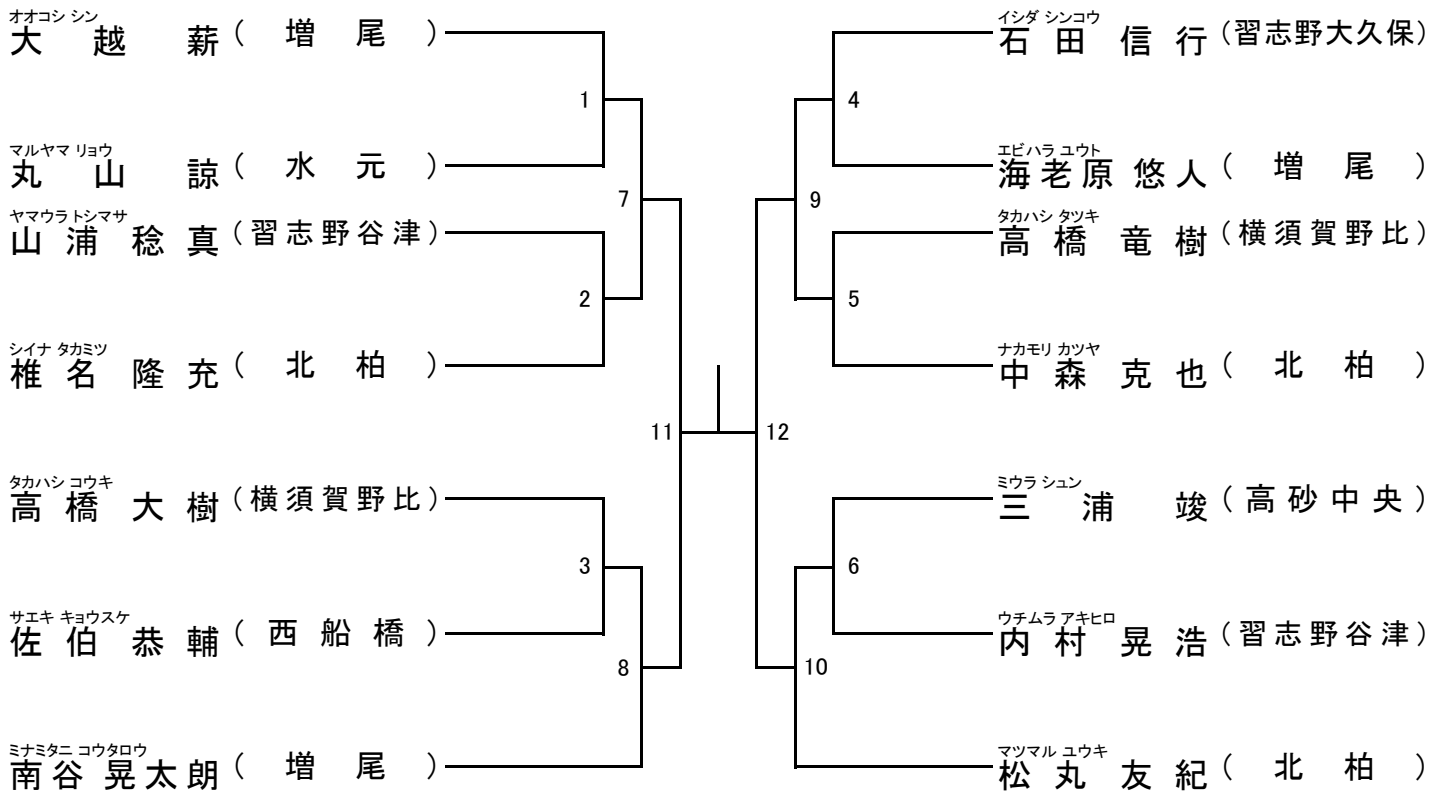 オオコシ シン
大越 薪 ( 増尾 )
1
マルヤマ リョウ
丸山 諒 ( 水元 )
7
ヤマウラ トシマサ
山浦 稔真 (習志野谷津)
2
シイナ タカミツ
椎名 隆充 ( 北柏 )
11
タカハシ コウキ
高橋 大樹 (横須賀野比)
3
サエキ キョウスケ
佐伯 恭輔 ( 西船橋 )
8
ミナミタニ コウタロウ
南谷 晃太朗 ( 増尾 )
イシダ シンコウ
石田 信行 (習志野大久保)
4
エビハラ ユウト
海老原 悠人 ( 増尾 )
9
タカハシ タツキ
高橋 竜樹 (横須賀野比)
5
ナカモリ カツヤ
中森 克也 ( 北柏 )
12
ミウラ シュン
三浦 竣 (高砂中央)
6
ウチムラ アキヒロ
内村 晃浩 (習志野谷津)
10
マツマル ユウキ
松丸 友紀 ( 北柏 )